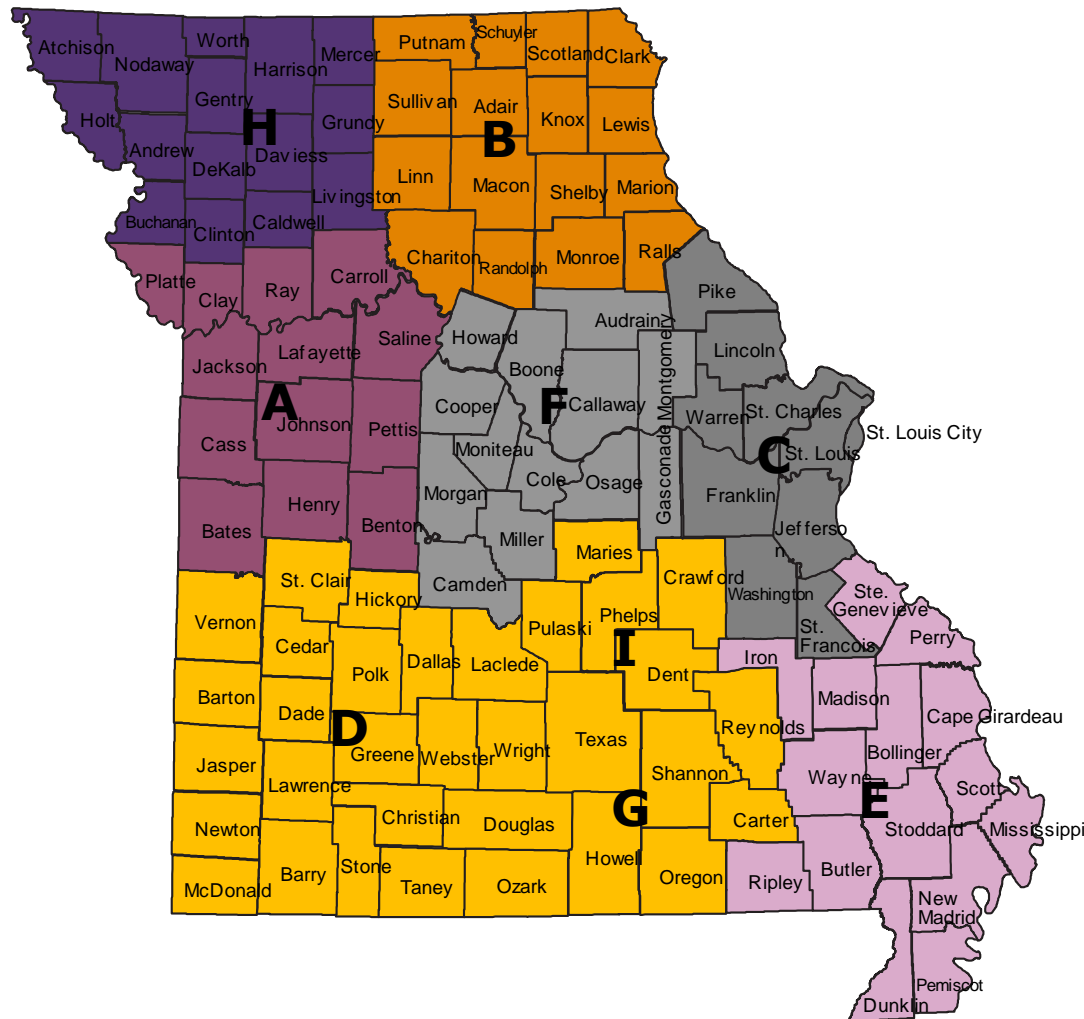 Atchison
Nodaway
Worth
Harrison
Mercer
Putnam
Schuyler
Scotland
Clark
Holt
Gentry
H
Grundy
Sullivan
Adair
B
Knox
Lewis
Andrew
DeKalb
Daviess
Livingston
Linn
Macon
Shelby
Marion
Buchanan
Clinton
Caldwell
Chariton
Randolph
Monroe
Ralls
Platte
Clay
Ray
Carroll
Pike
Jackson
Lafayette
Saline
Howard
Audrain
Lincoln
A
Johnson
Pettis
Cooper
Boone
F
Callaway
Gasconade Montgomery
Warren
St. Charles
St. Louis City
Cass
Moniteau
C
St. Louis
Bates
Henry
Benton
Morgan
Cole
Osage
Franklin
Jefferso
n
Miller
Maries
Camden
Crawford
Washington
St. Clair
Hickory
Ste.
Genevieve
Vernon
Cedar
Polk
Dallas
Laclede
Pulaski
Phelps
I
Dent
Iron
St.
Francois
Perry
Barton
Dade
D
Greene
Webster
Wright
Texas
Reynolds
Madison
Bollinger
Cape Girardeau
Jasper
Lawrence
Shannon
Wayne
E
Scott
Newton
Christian
Douglas
G
Carter
Stoddard
Mississippi
McDonald
Barry
Stone
Taney
Ozark
Howell
Oregon
Ripley
Butler
New
Madrid
Pemiscot
Dunklin